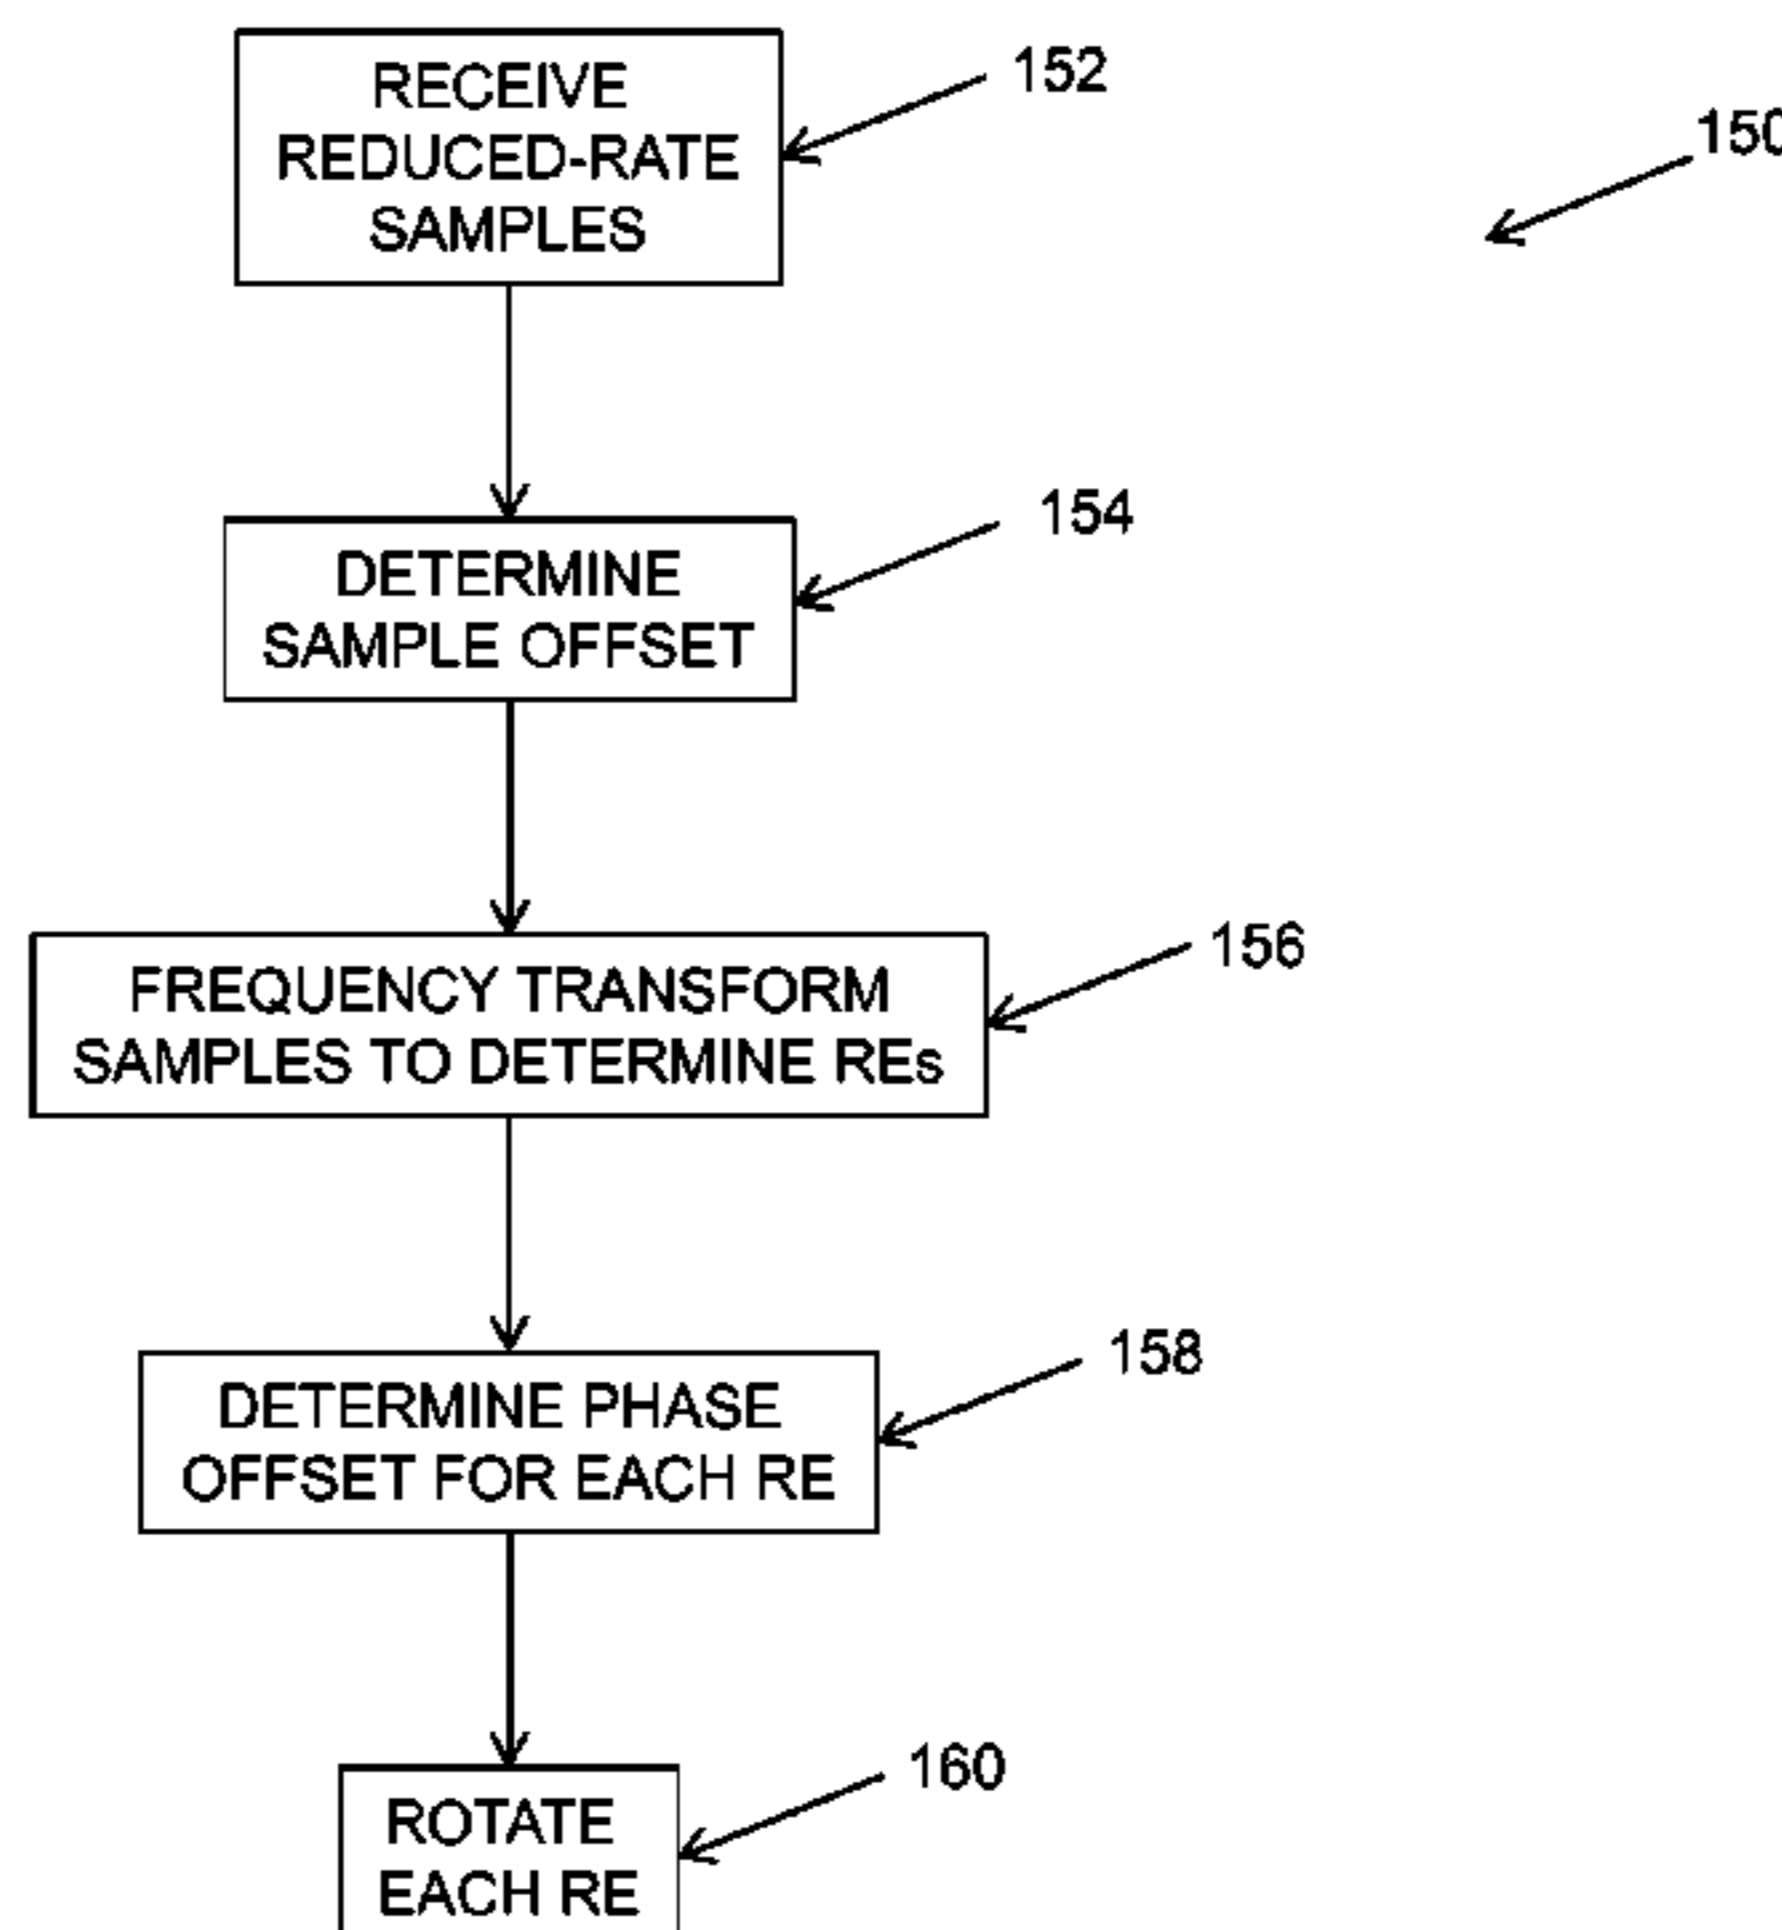 RECEIVE
REDUCED-RATE
SAMPLES
152
150
DETERMINE
SAMPLE OFFSET
154
FREQUENCY TRANSFORM
SAMPLES TO DETERMINE REs
156
DETERMINE PHASE
OFFSET FOR EACH RE
158
ROTATE
EACH RE
160